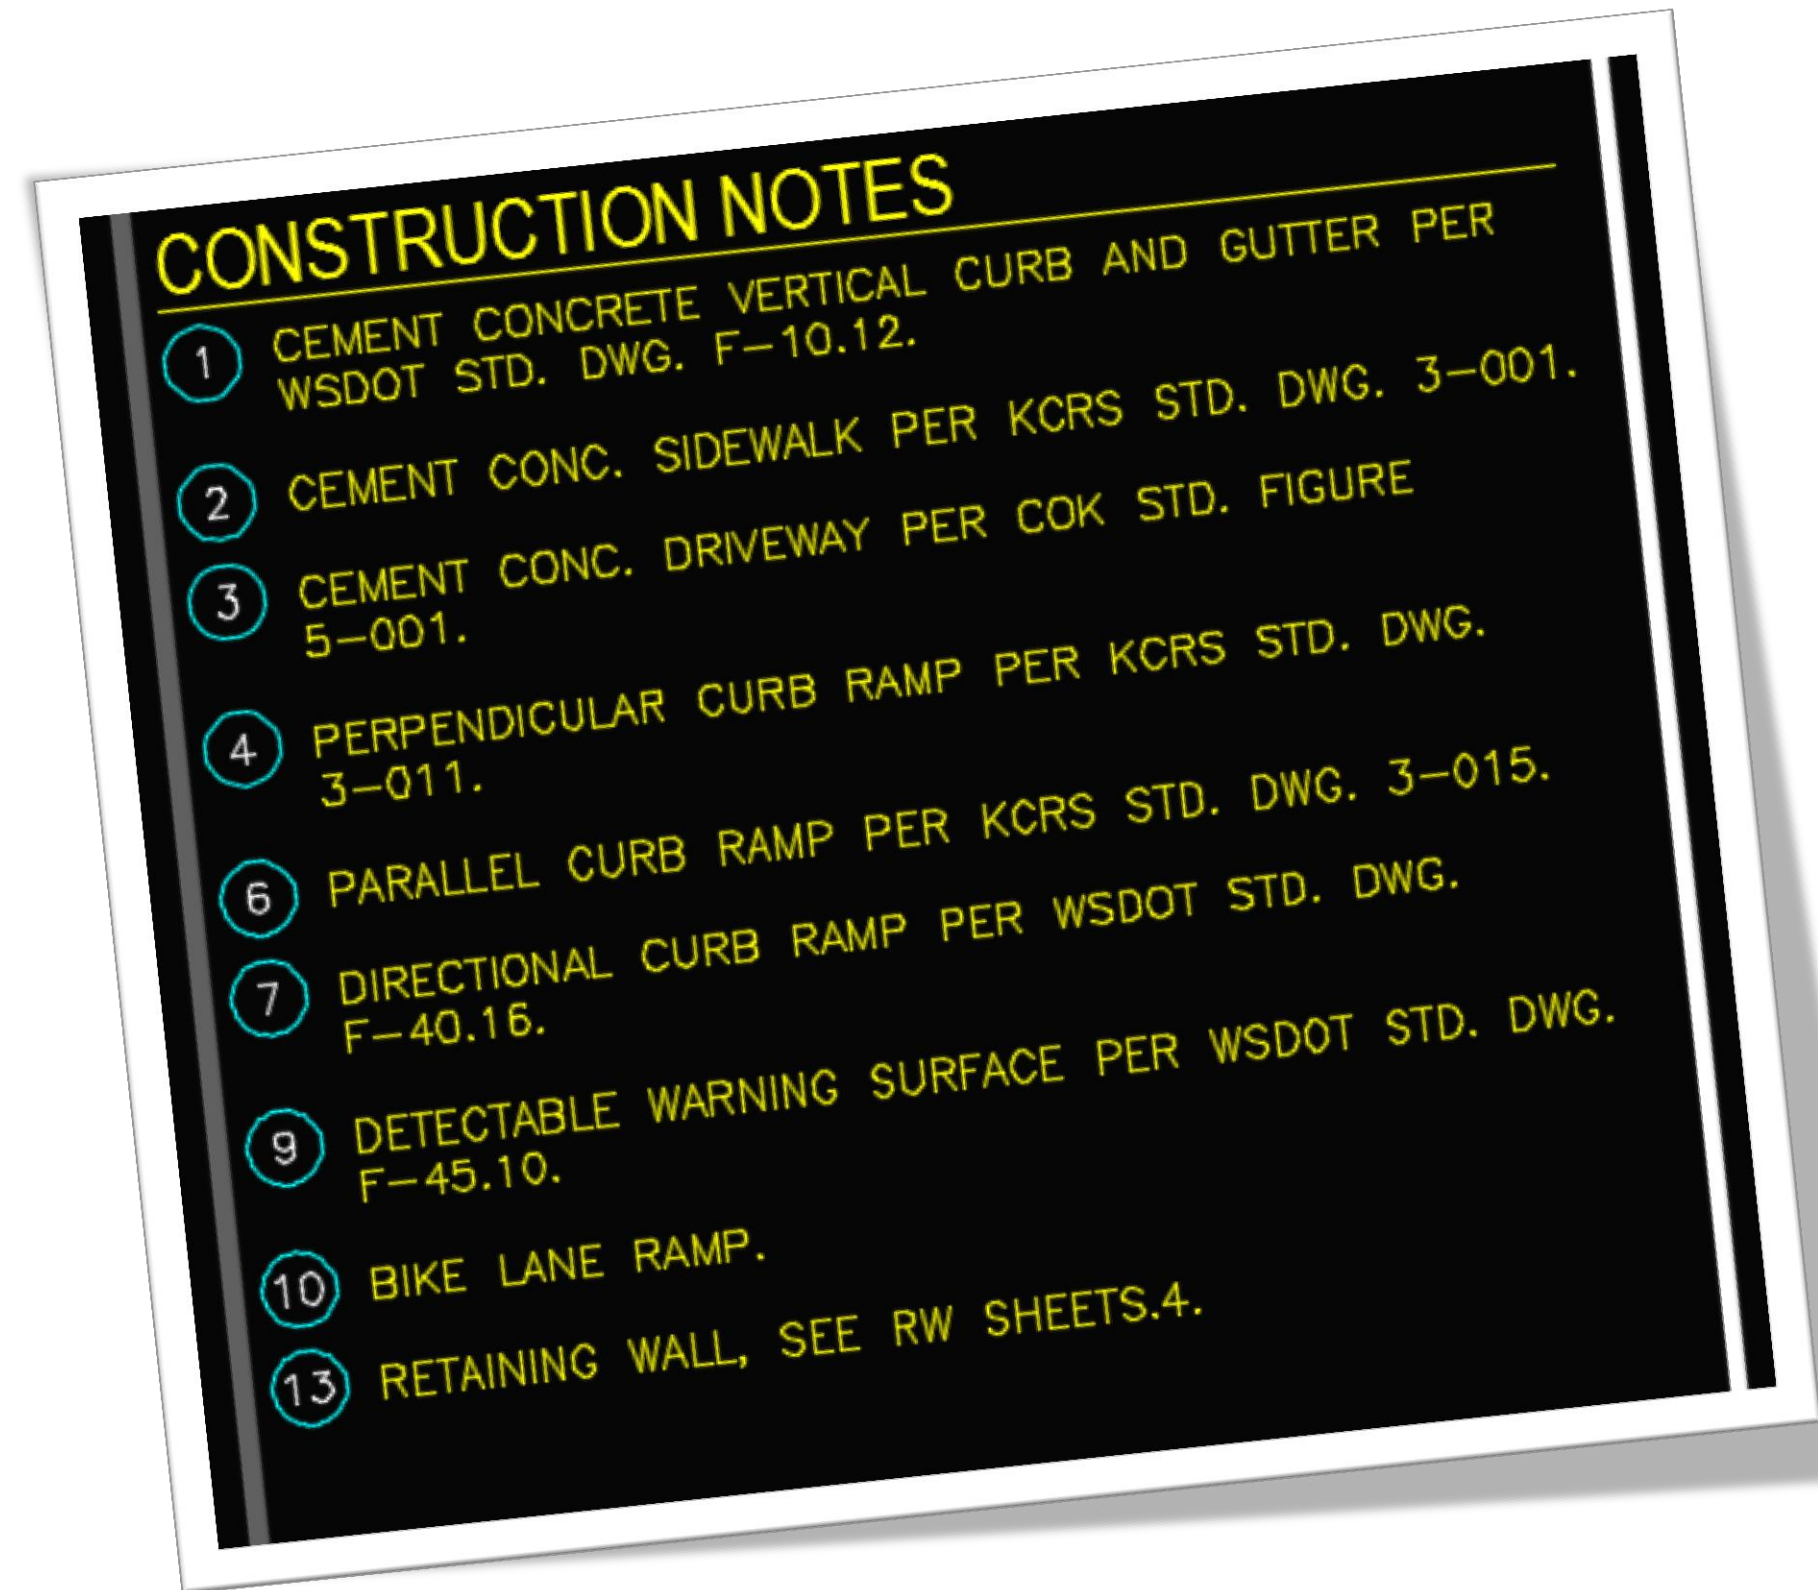 CONSTRUCTION NOTES
1 CEMENT CONCRETE VERTICAL CURB AND GUTTER PER
WSDOT STD. DWG. F-10.12.
2 CEMENT CONC. SIDEWALK PER KCRS STD. DWG. 3-001.
3 CEMENT CONC. DRIVEWAY PER COK STD. FIGURE
5-001.
4 PERPENDICULAR CURB RAMP PER KCRS STD. DWG.
3-011.
6 PARALLEL CURB RAMP PER KCRS STD. DWG. 3-015.
7 DIRECTIONAL CURB RAMP PER WSDOT STD. DWG.
F-40.16.
9 DETECTABLE WARNING SURFACE PER WSDOT STD. DWG.
F-45.10.
10 BIKE LANE RAMP.
13 RETAINING WALL, SEE RW SHEETS.4.